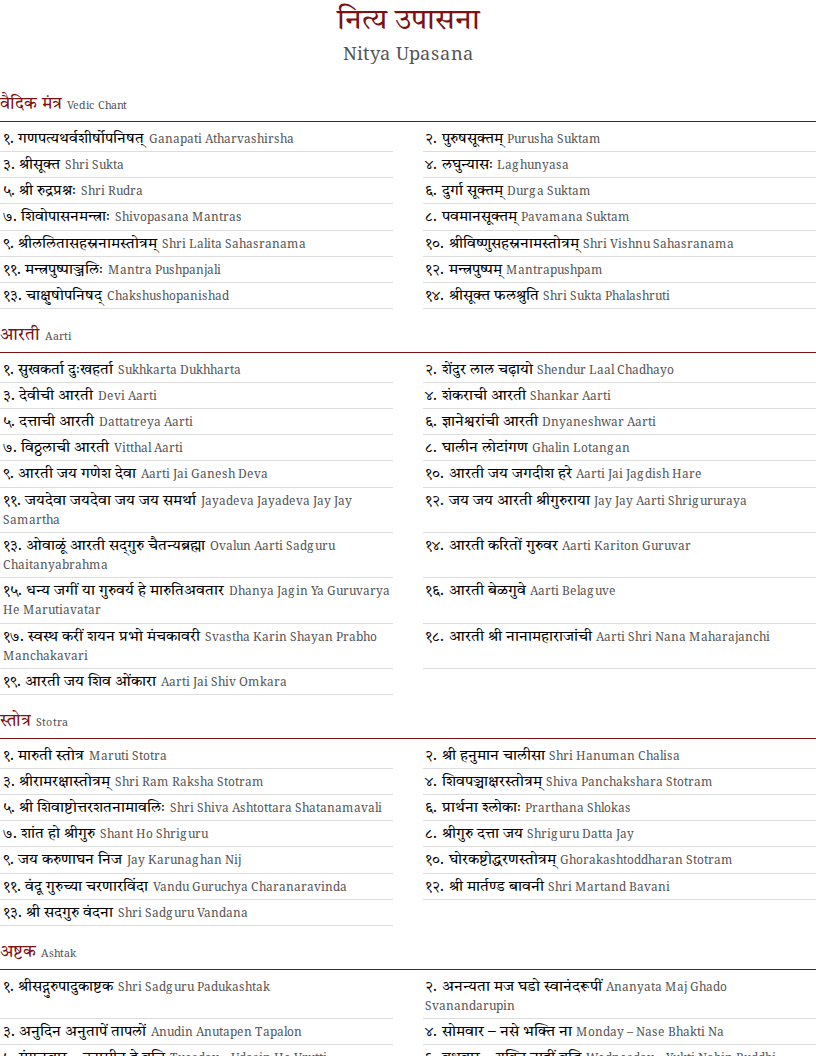 नित्य उपासना
Nitya Upasana
वैदिक मंत्र Vedic Chant
१. गणपत्यथर्वशीर्षोपनिषत् Ganapati Atharvashirsha
२. पुरुषसूक्तम् Purusha Suktam
३. श्रीसूक्त Shri Sukta
४. लघुन्यासः Laghunyasa
५. श्री रुद्रप्रश्नः Shri Rudra
६. दुर्गा सूक्तम् Durga Suktam
७. शिवोपासनमन्त्राः Shivopasana Mantras
८. पवमानसूक्तम् Pavamana Suktam
९. श्रीललितासहस्रनामस्तोत्रम् Shri Lalita Sahasranama
१०. श्रीविष्णुसहस्रनामस्तोत्रम् Shri Vishnu Sahasranama
११. मन्त्रपुष्पाञ्जलिः Mantra Pushpanjali
१२. मन्त्रपुष्पम् Mantrapushpam
१३. चाक्षुषोपनिषद् Chakshushopanishad
१४. श्रीसूक्त फलश्रुति Shri Sukta Phalashruti
आरती Aarti
१. सुखकर्ता दुःखहर्ता Sukhkarta Dukhharta
२. शेंदुर लाल चढ़ायो Shendur Laal Chadhayo
३. देवीची आरती Devi Aarti
४. शंकराची आरती Shankar Aarti
५. दत्ताची आरती Dattatreya Aarti
६. ज्ञानेश्वरांची आरती Dnyaneshwar Aarti
७. विठ्ठलाची आरती Vitthal Aarti
८. घालीन लोटांगण Ghalin Lotangan
९. आरती जय गणेश देवा Aarti Jai Ganesh Deva
१०. आरती जय जगदीश हरे Aarti Jai Jagdish Hare
११. जयदेवा जयदेवा जय जय समर्था Jayadeva Jayadeva Jay Jay
Samartha
१२. जय जय आरती श्रीगुरुराया Jay Jay Aarti Shrigururaya
१३. ओवाळूं आरती सद्‌गुरु चैतन्यब्रह्मा Ovalun Aarti Sadguru
Chaitanyabrahma
१४. आरती करितों गुरुवर Aarti Kariton Guruvar
१५. धन्य जगीं या गुरुवर्य हे मारुतिअवतार Dhanya Jagin Ya Guruvarya
He Marutiavatar
१६. आरती बेळगुवे Aarti Belaguve
१७. स्वस्थ करीं शयन प्रभो मंचकावरी Svastha Karin Shayan Prabho
Manchakavari
१८. आरती श्री नानामहाराजांची Aarti Shri Nana Maharajanchi
१९. आरती जय शिव ओंकारा Aarti Jai Shiv Omkara
स्तोत्र Stotra
१. मारुती स्तोत्र Maruti Stotra
२. श्री हनुमान चालीसा Shri Hanuman Chalisa
३. श्रीरामरक्षास्तोत्रम् Shri Ram Raksha Stotram
४. शिवपञ्चाक्षरस्तोत्रम् Shiva Panchakshara Stotram
५. श्री शिवाष्टोत्तरशतनामावलिः Shri Shiva Ashtottara Shatanamavali
६. प्रार्थना श्लोकाः Prarthana Shlokas
७. शांत हो श्रीगुरु Shant Ho Shriguru
८. श्रीगुरु दत्ता जय Shriguru Datta Jay
९. जय करुणाघन निज Jay Karunaghan Nij
१०. घोरकष्टोद्धरणस्तोत्रम् Ghorakashtoddharan Stotram
११. वंदू गुरुच्या चरणारविंदा Vandu Guruchya Charanaravinda
१२. श्री मार्तण्ड बावनी Shri Martand Bavani
१३. श्री सदगुरु वंदना Shri Sadguru Vandana
अष्टक Ashtak
१. श्रीसद्गुरुपादुकाष्टक Shri Sadguru Padukashtak
२. अनन्यता मज घडो स्वानंदरूपीं Ananyata Maj Ghado
Svanandarupin
३. अनुदिन अनुतापें तापलों Anudin Anutapen Tapalon
४. सोमवार – नसे भक्ति ना Monday – Nase Bhakti Na